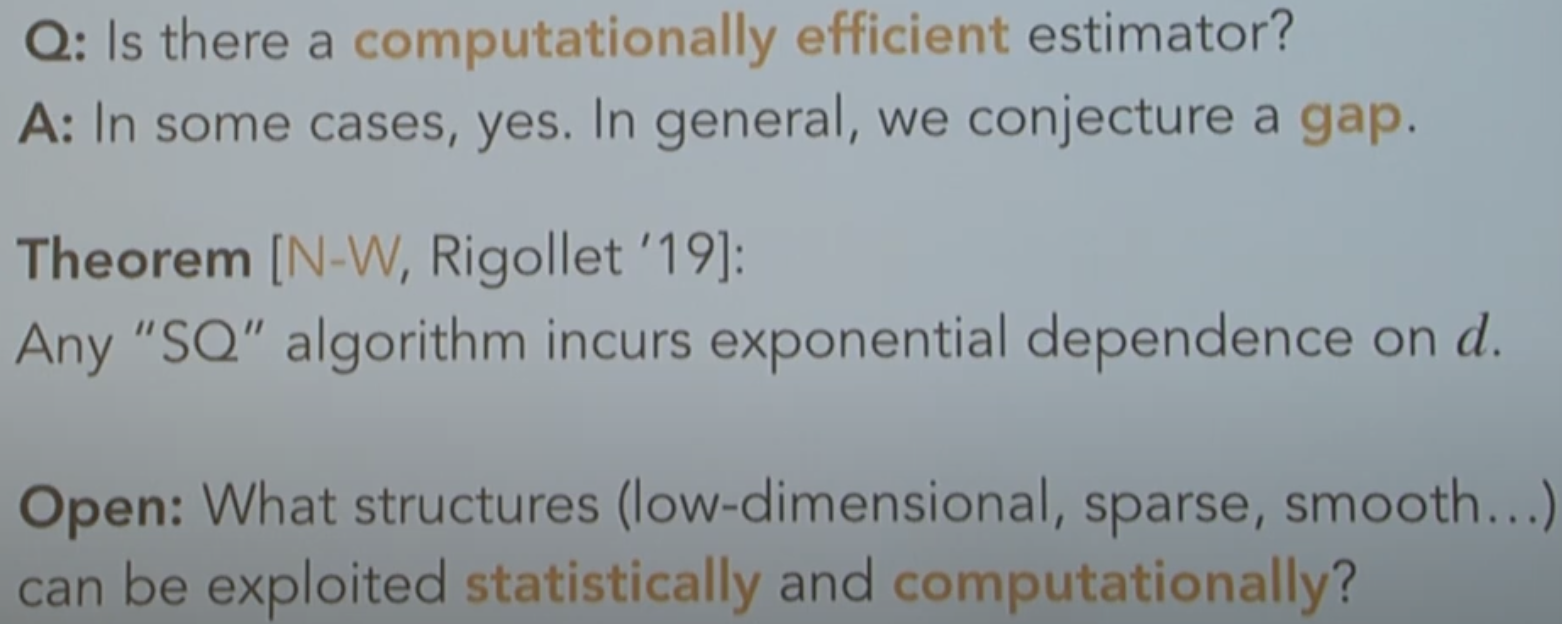 Q: Is there a computationally efficient estimator?
A: In some cases, yes. In general, we conjecture a gap.
Theorem [N-W, Rigollet '19]:
Any "SQ" algorithm incurs exponential dependence on d.
Open: What structures (low-dimensional, sparse, smooth...)
can be exploited statistically and computationally?